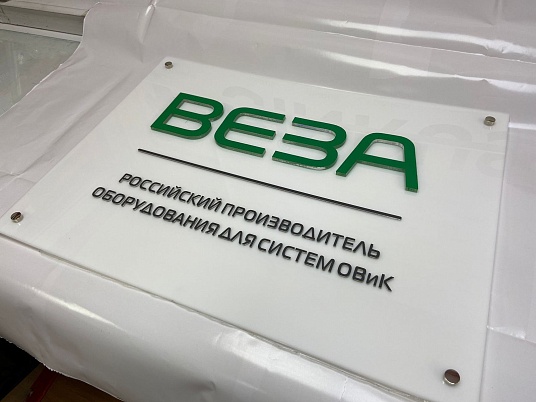 ВЕЗА
РОССИЙСКИЙ ПРОИЗВОДИТЕЛЬ
ОБОРУДОВАНИЯ ДЛЯ СИСТЕМ ОВиК